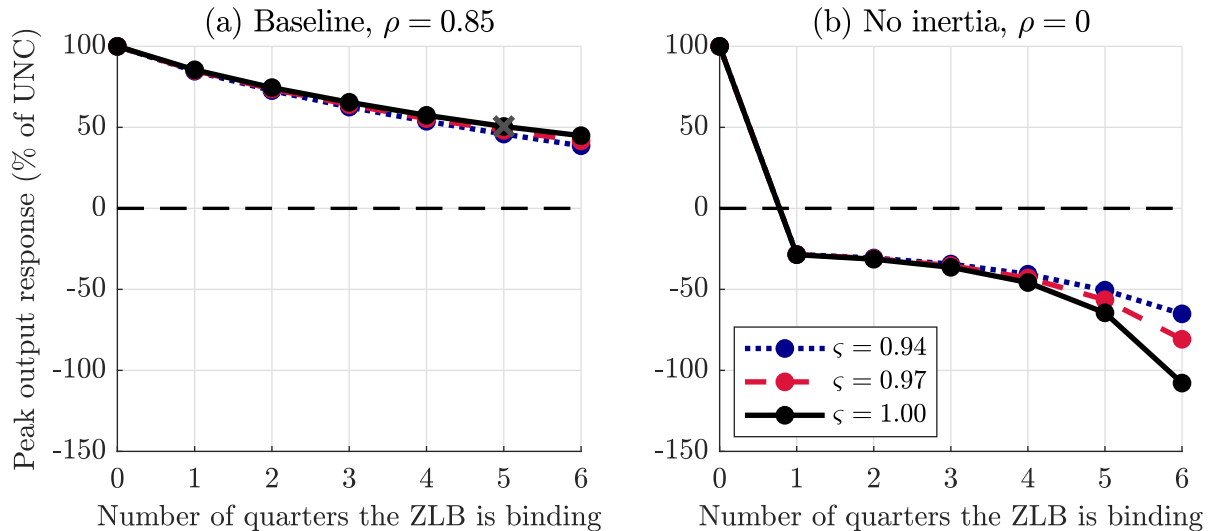 (a) Baseline, ρ = 0.85
(b) No inertia, ρ = 0
Peak output response (% of UNC)
100
50
0
-50
-100
-150
0 1 2 3 4 5 6
Number of quarters the ZLB is binding
100
50
0
-50
-100
-150
ς = 0.94
ς = 0.97
ς = 1.00
0 1 2 3 4 5 6
Number of quarters the ZLB is binding